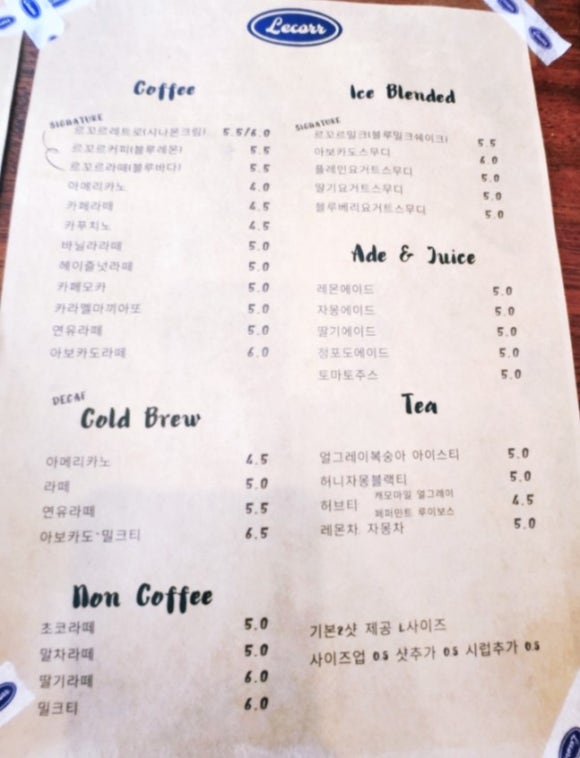 Lecorr
Coffee
SIGNATURE
르꼬르레트로(시나몬크림) 5.5/6.0
르꼬르커피(블루레몬) 5.5
르꼬르라떼(블루바다) 5.5
아메리카노 4.0
카페라떼 4.5
카푸치노 4.5
바닐라라떼 5.0
헤이즐넛라떼 5.0
카페모카 5.0
카라멜마끼아또 5.0
연유라떼 5.0
아보카도라떼 6.0
DECAF
Cold Brew
아메리카노 4.5
라떼 5.0
연유라떼 5.5
아보카도·밀크티 6.5
Non Coffee
초코라떼 5.0
말차라떼 5.0
딸기라떼 6.0
밀크티 6.0
Ice Blended
SIGNATURE
르꼬르밀크(블루밀크쉐이크) 5.5
아보카도스무디 6.0
플레인요거트스무디 5.0
딸기요거트스무디 5.0
블루베리요거트스무디 5.0
Ade & Juice
레몬에이드 5.0
자몽에이드 5.0
딸기에이드 5.0
청포도에이드 5.0
토마토주스 5.0
Tea
얼그레이복숭아 아이스티 5.0
허니자몽블랙티 5.0
허브티 캐모마일 얼그레이 4.5
페퍼민트 루이보스
레몬차 자몽차 5.0
기본2샷 제공 L사이즈
사이즈업 0.5 샷추가 0.5 시럽추가 0.5